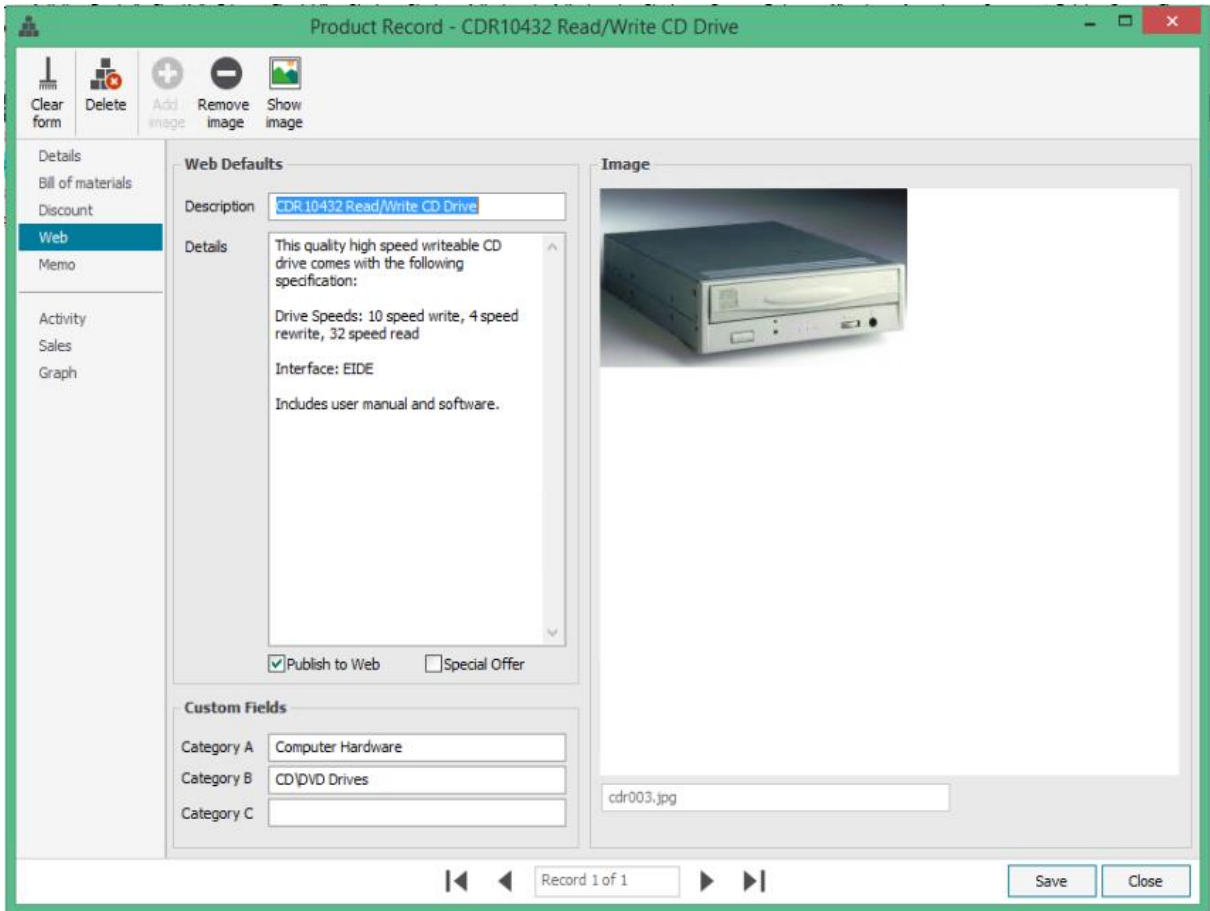 Product Record - CDR10432 Read/Write CD Drive
Clear form
Delete
Add image
Remove image
Show image
Details
Bill of materials
Discount
Web
Memo
Activity
Sales
Graph
Web Defaults
Description
CDR10432 Read/Write CD Drive
Details
This quality high speed writeable CD
drive comes with the following
specification:
Drive Speeds: 10 speed write, 4 speed
rewrite, 32 speed read
Interface: EIDE
Includes user manual and software.
Publish to Web
Special Offer
Custom Fields
Category A
Computer Hardware
Category B
CD\DVD Drives
Category C
Image
cdr003.jpg
Record 1 of 1
Save
Close